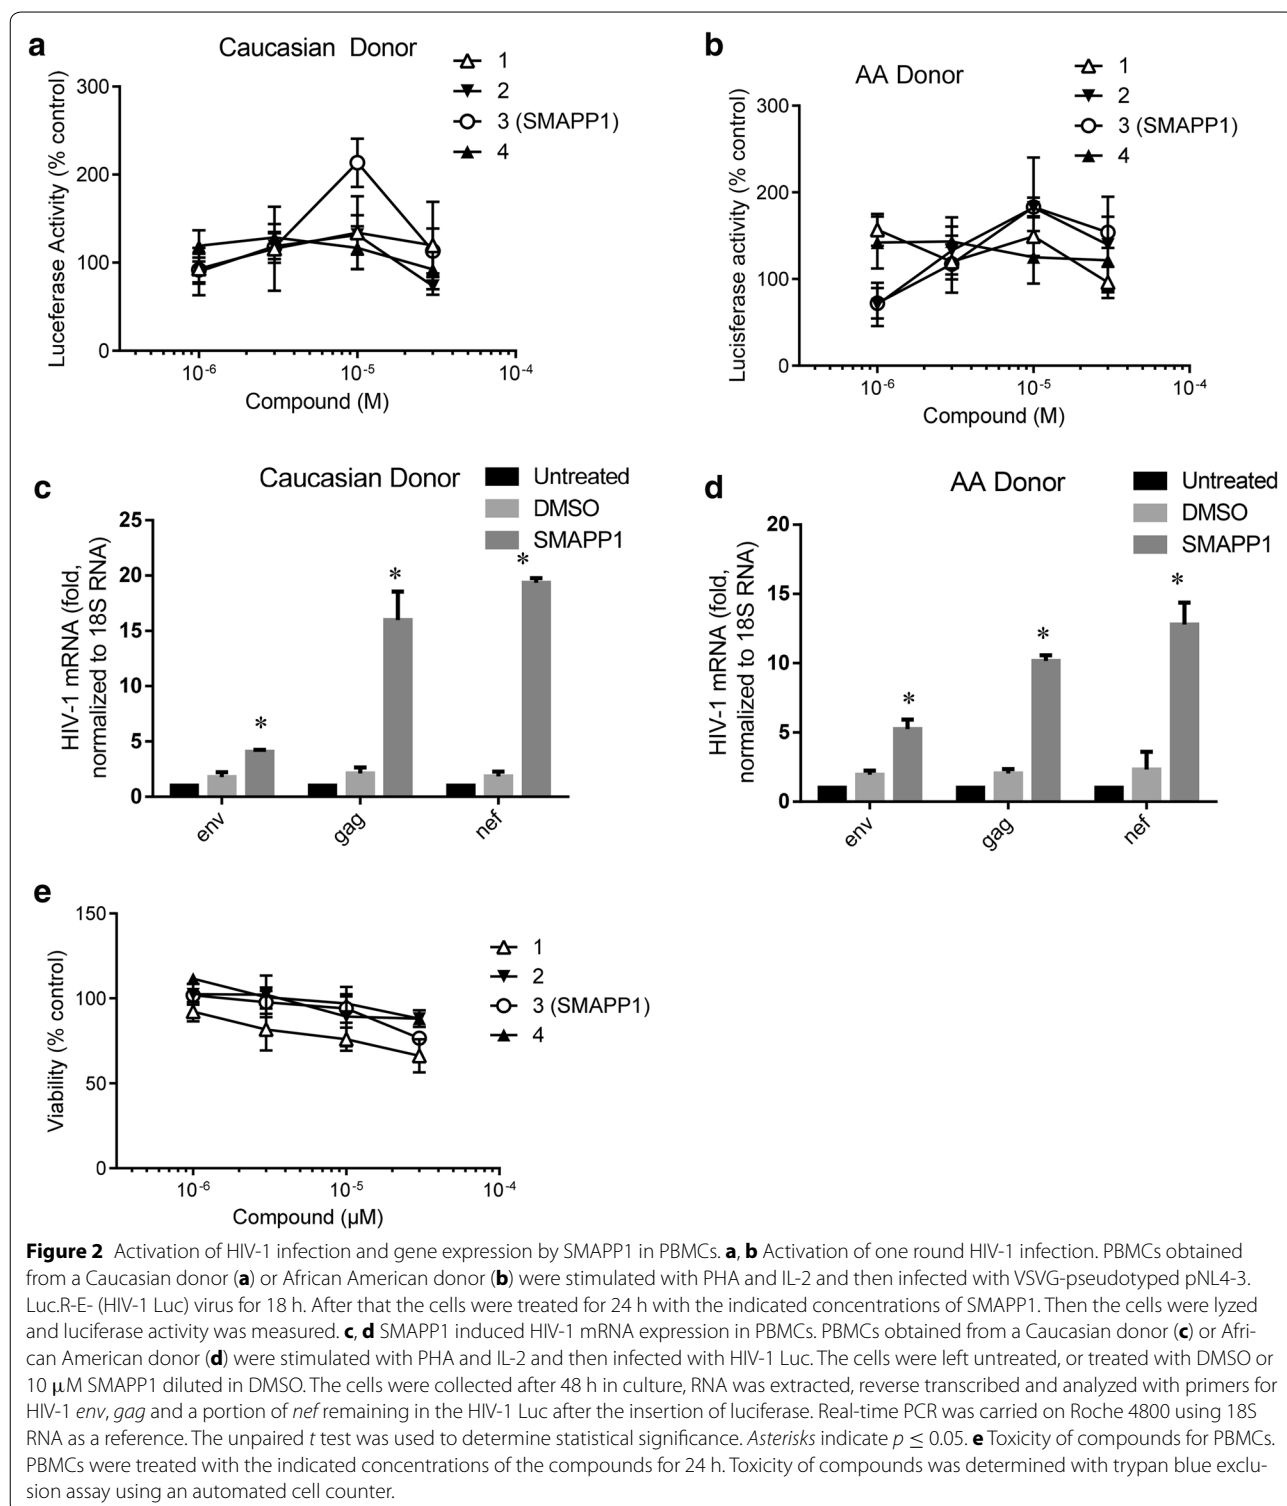 a
Caucasian Donor
1
2
3 (SMAPP1)
4
Luceferase Activity (% control)
300
200
100
0
10-6
10-5
10-4
Compound (M)
b
AA Donor
1
2
3 (SMAPP1)
4
Lucisferase activity (% control)
300
200
100
0
10-6
10-5
10-4
Compound (M)
c
Caucasian Donor
Untreated
DMSO
SMAPP1
HIV-1 mRNA (fold,
normalized to 18S RNA)
25
20
15
10
5
0
*
*
*
env
gag
nef
d
AA Donor
Untreated
DMSO
SMAPP1
HIV-1 mRNA (fold,
normalized to 18S RNA)
20
15
10
5
0
*
*
*
env
gag
nef
e
1
2
3 (SMAPP1)
4
Viability (% control)
150
100
50
0
10-6
10-5
10-4
Compound (µM)
Figure 2 Activation of HIV-1 infection and gene expression by SMAPP1 in PBMCs. a, b Activation of one round HIV-1 infection. PBMCs obtained
from a Caucasian donor (a) or African American donor (b) were stimulated with PHA and IL-2 and then infected with VSVG-pseudotyped pNL4-3.
Luc.R-E- (HIV-1 Luc) virus for 18 h. After that the cells were treated for 24 h with the indicated concentrations of SMAPP1. Then the cells were lyzed
and luciferase activity was measured. c, d SMAPP1 induced HIV-1 mRNA expression in PBMCs. PBMCs obtained from a Caucasian donor (c) or Afri-
can American donor (d) were stimulated with PHA and IL-2 and then infected with HIV-1 Luc. The cells were left untreated, or treated with DMSO or
10 μM SMAPP1 diluted in DMSO. The cells were collected after 48 h in culture, RNA was extracted, reverse transcribed and analyzed with primers for
HIV-1 env, gag and a portion of nef remaining in the HIV-1 Luc after the insertion of luciferase. Real-time PCR was carried on Roche 4800 using 18S
RNA as a reference. The unpaired t test was used to determine statistical significance. Asterisks indicate p ≤ 0.05. e Toxicity of compounds for PBMCs.
PBMCs were treated with the indicated concentrations of the compounds for 24 h. Toxicity of compounds was determined with trypan blue exclu-
sion assay using an automated cell counter.